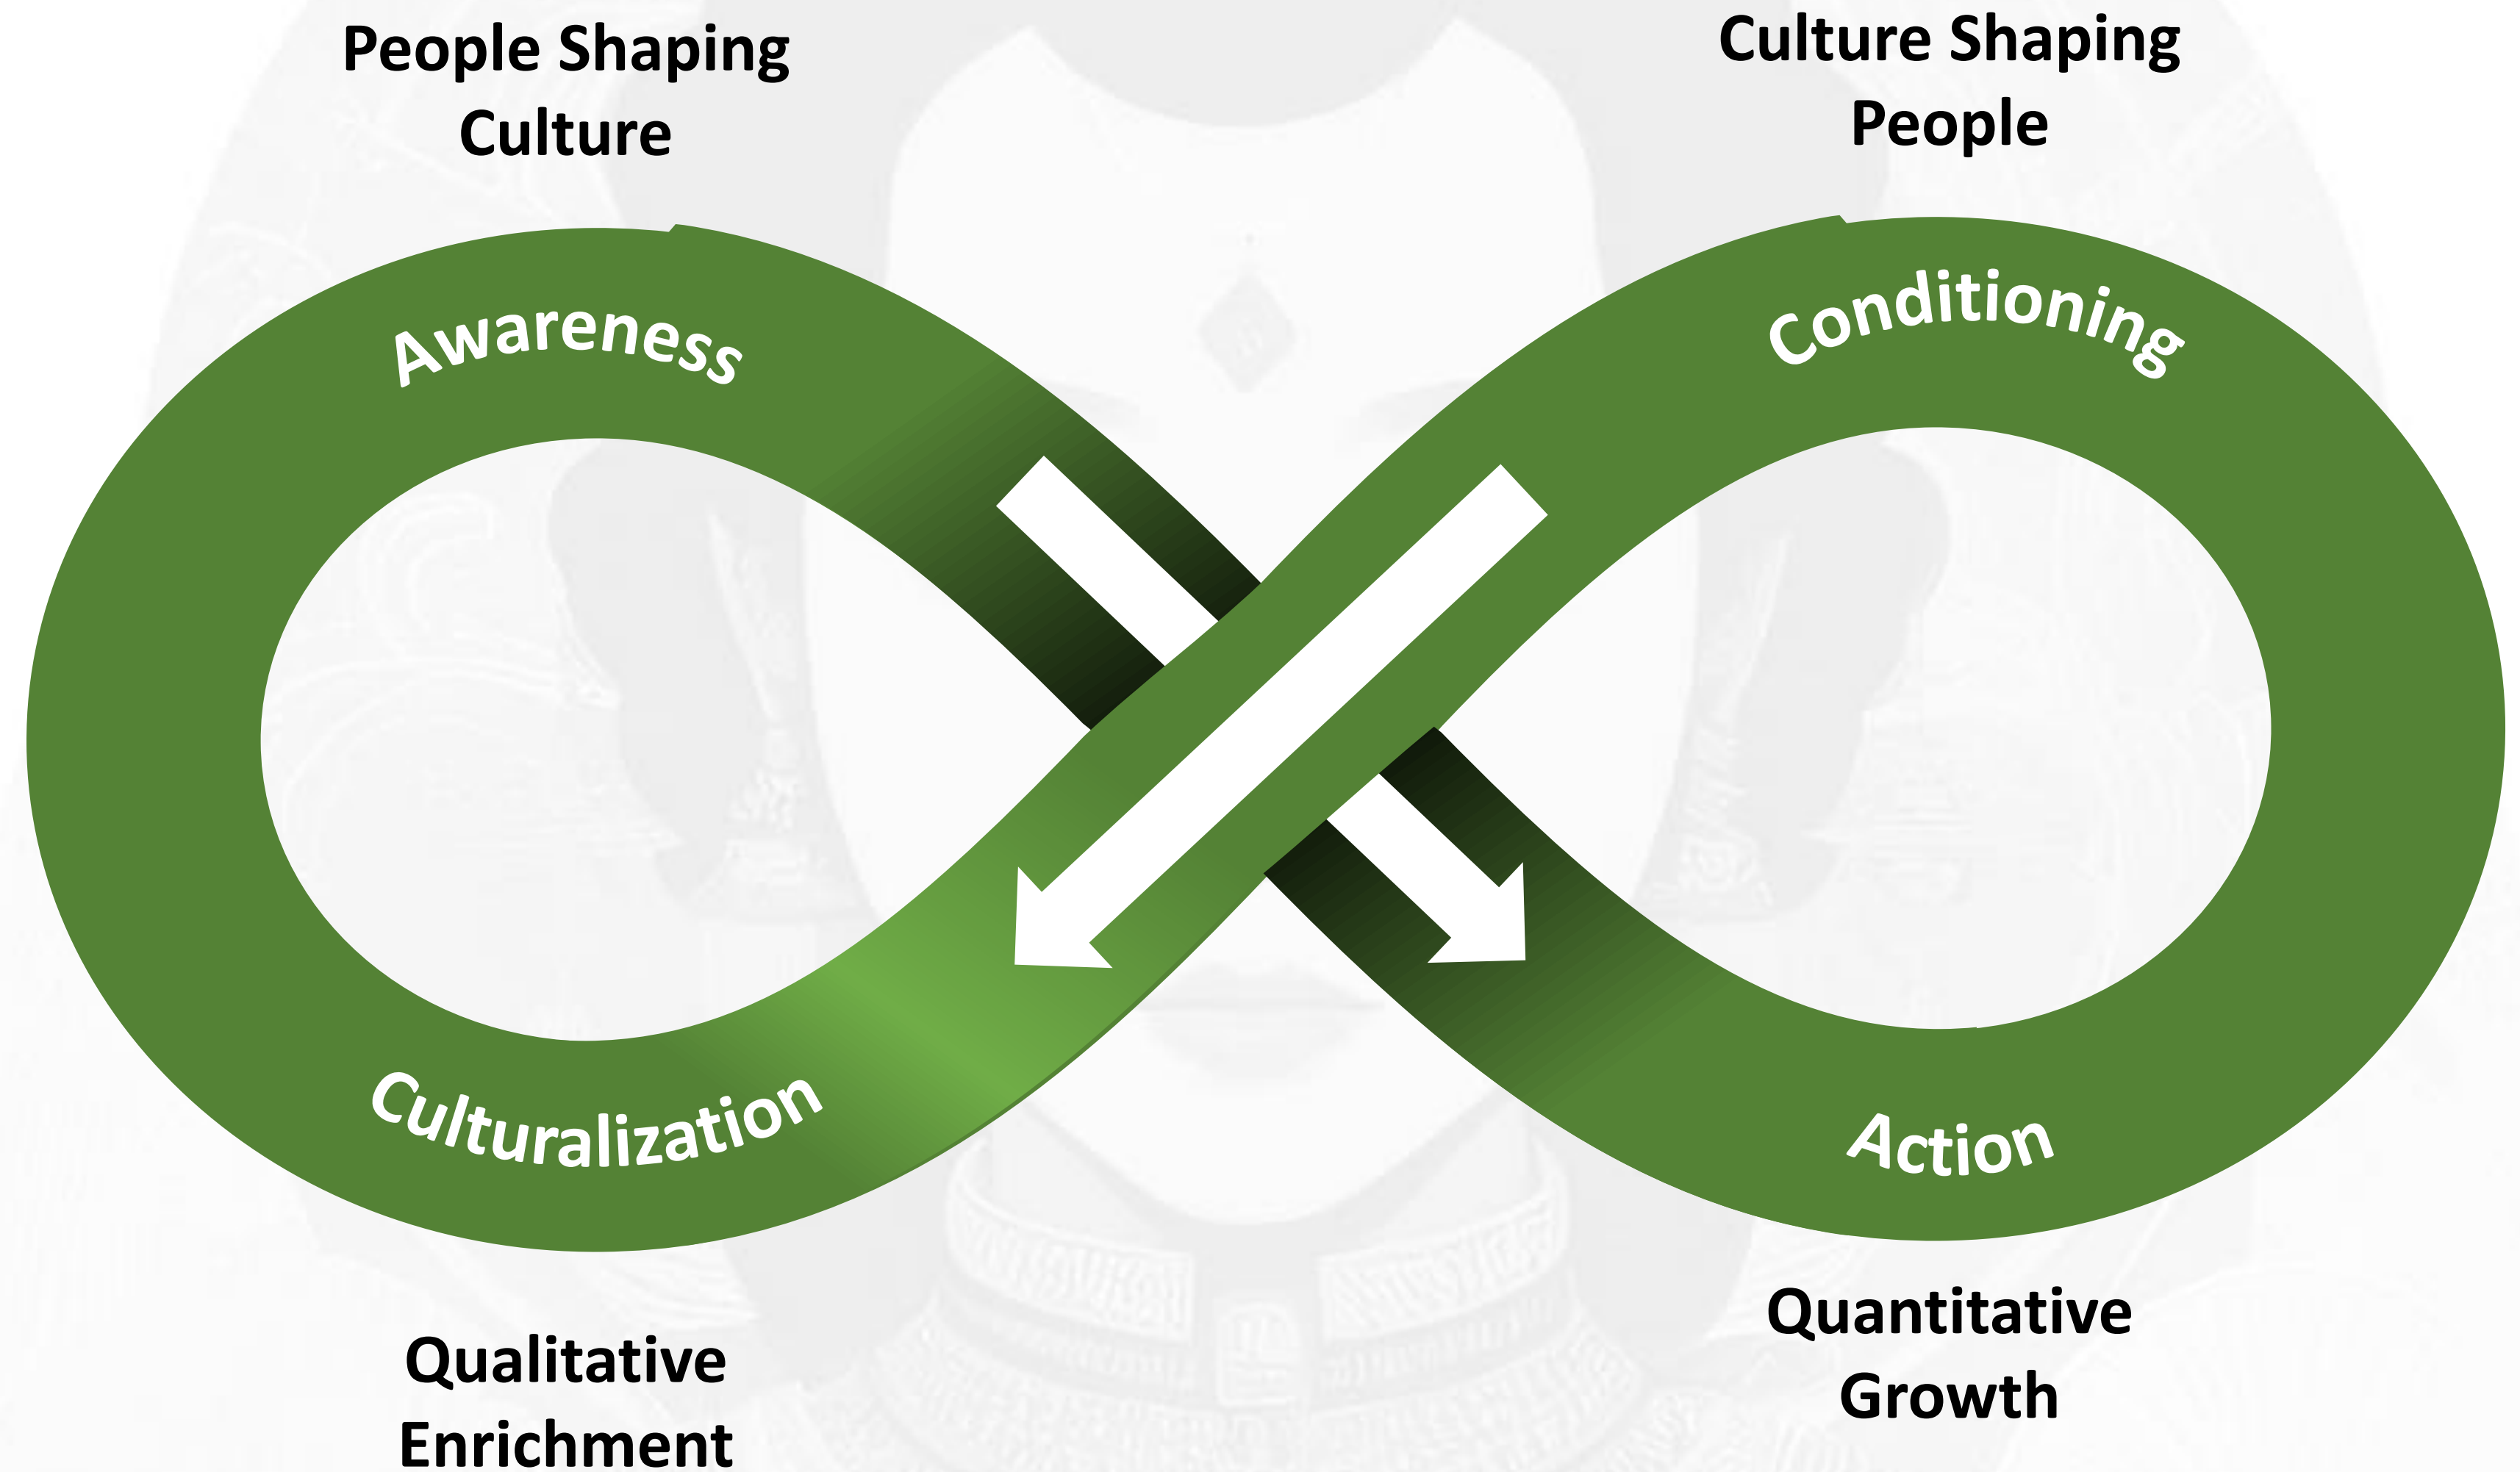 People Shaping
Culture
Culture Shaping
People
Awareness
Conditioning
Culturalization
Action
Qualitative
Enrichment
Quantitative
Growth